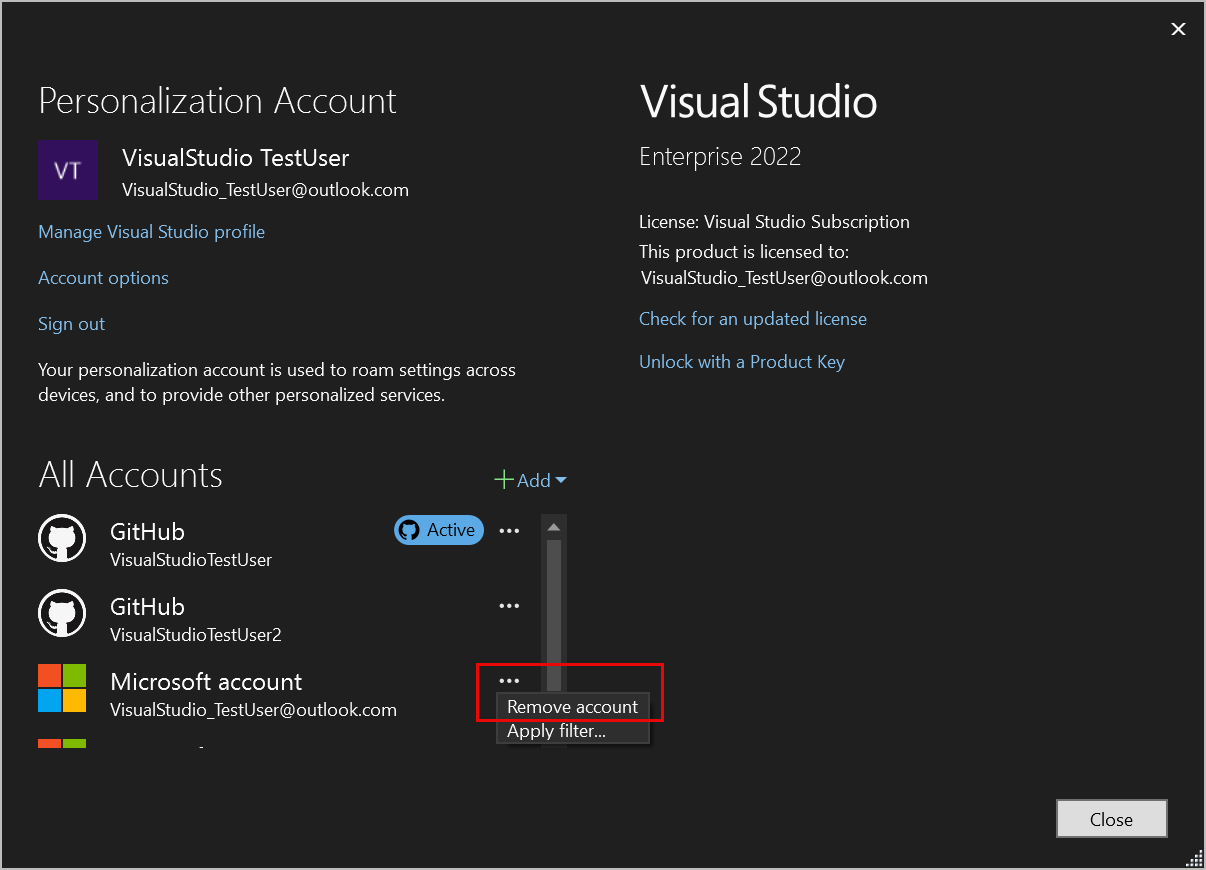 Personalization Account
VT
VisualStudio TestUser
VisualStudio_TestUser@outlook.com
Manage Visual Studio profile
Account options
Sign out
Your personalization account is used to roam settings across
devices, and to provide other personalized services.
Visual Studio
Enterprise 2022
License: Visual Studio Subscription
This product is licensed to:
VisualStudio_TestUser@outlook.com
Check for an updated license
Unlock with a Product Key
All Accounts
Add
GitHub
Active
VisualStudioTestUser
GitHub
VisualStudioTestUser2
Microsoft account
VisualStudio_TestUser@outlook.com
Remove account
Apply filter...
Close